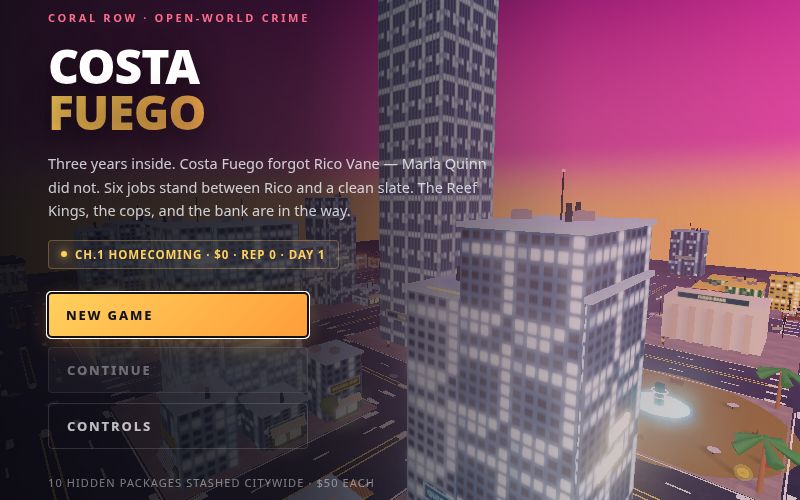 CORAL ROW · OPEN-WORLD CRIME
COSTA
FUEGO
Three years inside. Costa Fuego forgot Rico Vane — Marla Quinn
did not. Six jobs stand between Rico and a clean slate. The Reef
Kings, the cops, and the bank are in the way.
CH.1 HOMECOMING · $0 · REP 0 · DAY 1
NEW GAME
CONTINUE
CONTROLS
10 HIDDEN PACKAGES STASHED CITYWIDE · $50 EACH